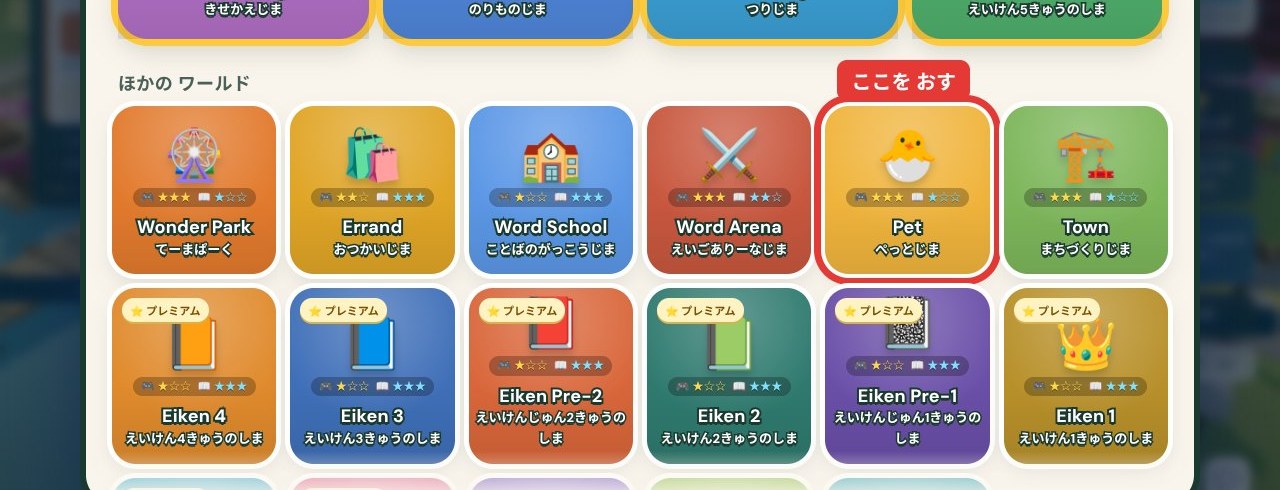 きせかえじま
のりものじま
つりじま
えいけん5きゅうのしま
ほかの ワールド
ここを おす
🎮 ★★★ 📖 ★☆☆
Wonder Park
てーまぱーく
🎮 ★★☆ 📖 ★★★
Errand
おつかいじま
🎮 ★☆☆ 📖 ★★★
Word School
ことばのがっこうじま
🎮 ★★★ 📖 ★★☆
Word Arena
えいごありーなじま
🎮 ★★★ 📖 ★☆☆
Pet
ぺっとじま
🎮 ★★★ 📖 ★☆☆
Town
まちづくりじま
⭐ プレミアム
🎮 ★☆☆ 📖 ★★★
Eiken 4
えいけん4きゅうのしま
⭐ プレミアム
🎮 ★☆☆ 📖 ★★★
Eiken 3
えいけん3きゅうのしま
⭐ プレミアム
🎮 ★☆☆ 📖 ★★★
Eiken Pre-2
えいけんじゅん2きゅうの
しま
⭐ プレミアム
🎮 ★☆☆ 📖 ★★★
Eiken 2
えいけん2きゅうのしま
⭐ プレミアム
🎮 ★☆☆ 📖 ★★★
Eiken Pre-1
えいけんじゅん1きゅうの
しま
⭐ プレミアム
🎮 ★☆☆ 📖 ★★★
Eiken 1
えいけん1きゅうのしま